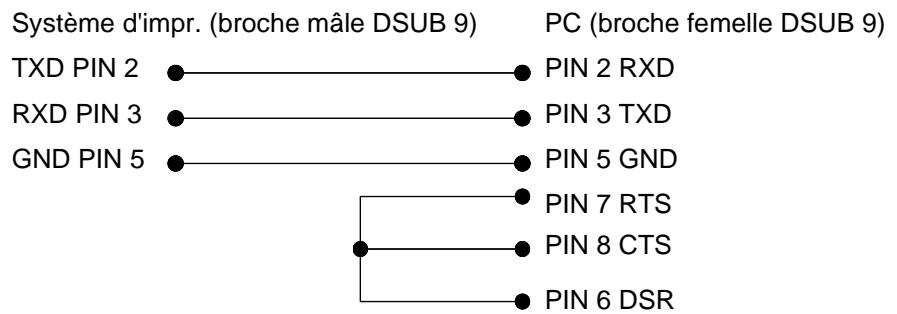 Système d'impr. (broche mâle DSUB 9) PC (broche femelle DSUB 9)
TXD PIN 2 PIN 2 RXD
RXD PIN 3 PIN 3 TXD
GND PIN 5 PIN 5 GND
PIN 7 RTS
PIN 8 CTS
PIN 6 DSR